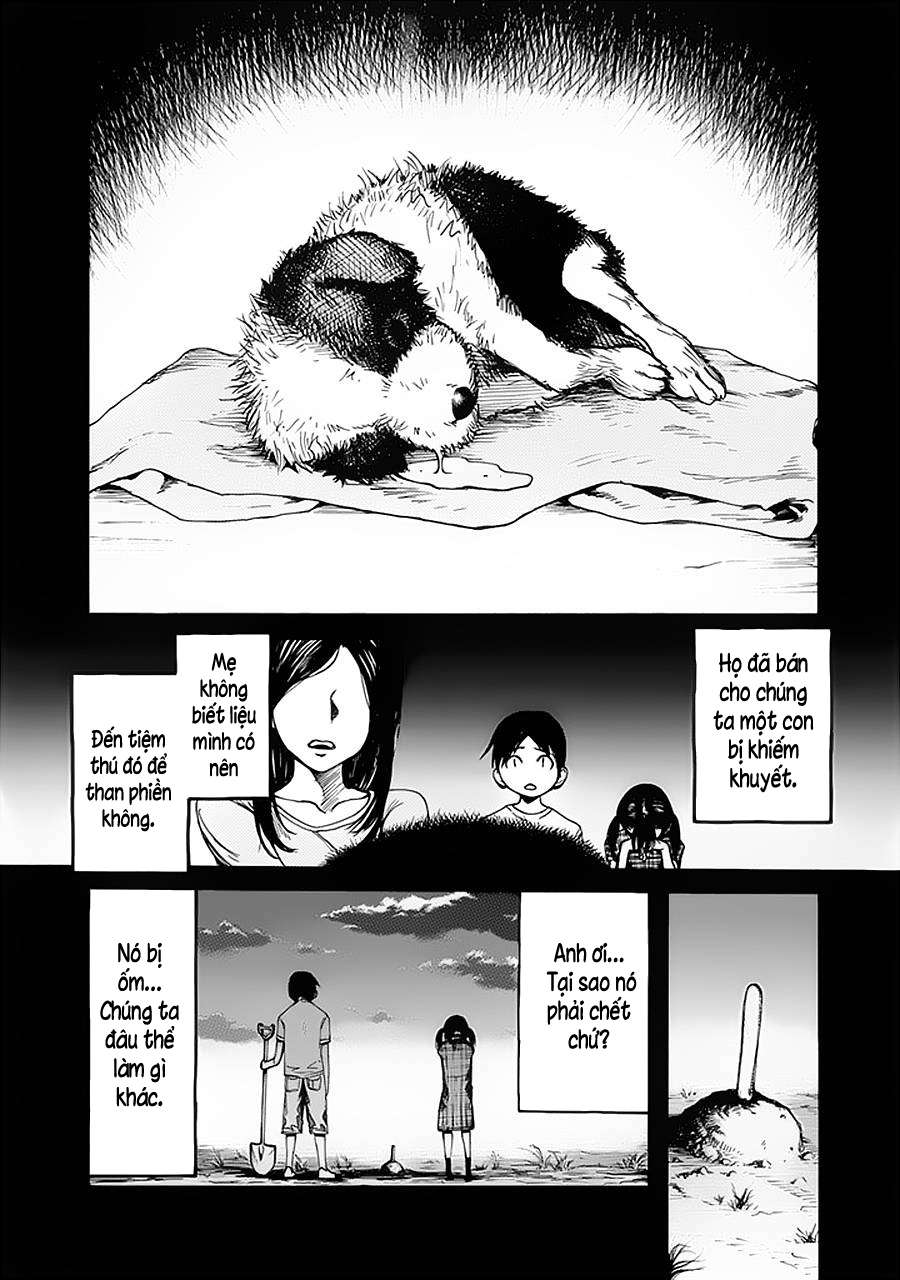 Họ đã bán
cho chúng
ta một con
bị khiếm
khuyết.
Mẹ
không
biết liệu
mình có
nên
Đến tiệm
thú đó để
than phiền
không.
Anh ơi...
Tại sao nó
phải chết
chứ?
Nó bị
ốm...
Chúng ta
đâu thể
làm gì
khác.